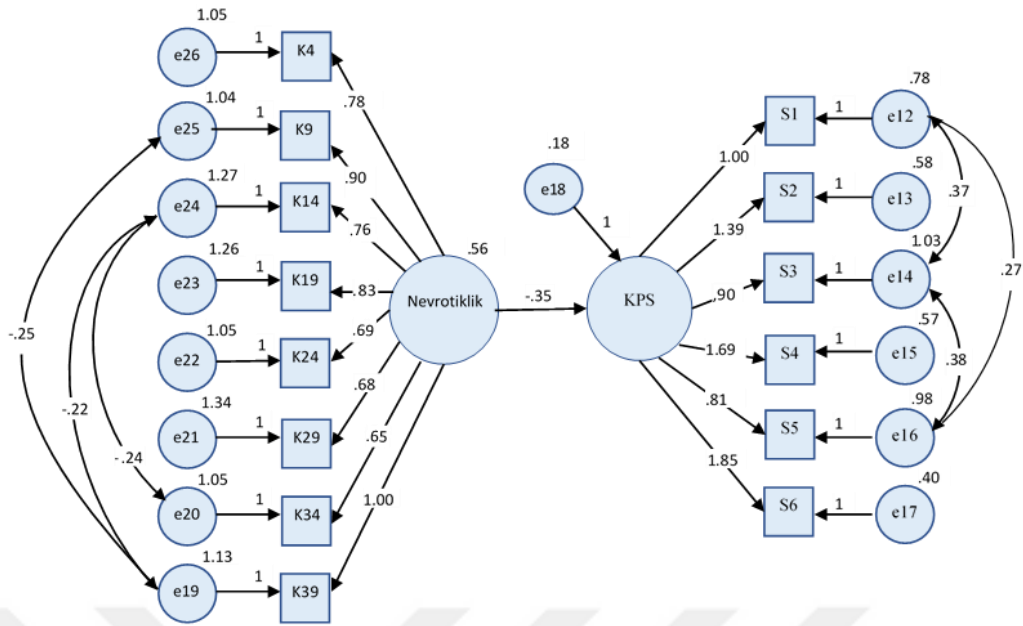 1.05
e26
1
K4
.78
1.04
e25
1
K9
.90
1.27
e24
1
K14
.76
1.26
e23
1
K19
.83
1.05
e22
1
K24
.69
1.34
e21
1
K29
.68
1.05
e20
1
K34
.65
1.13
e19
1
K39
1.00
-.25
-.22
-.24
Nevrotiklik
.56
-.35
.18
e18
1
KPS
1.00
S1
1
e12
.78
1.39
S2
1
e13
.58
.90
S3
1
e14
1.03
1.69
S4
1
e15
.57
.81
S5
1
e16
.98
1.85
S6
1
e17
.40
.37
.27
.38